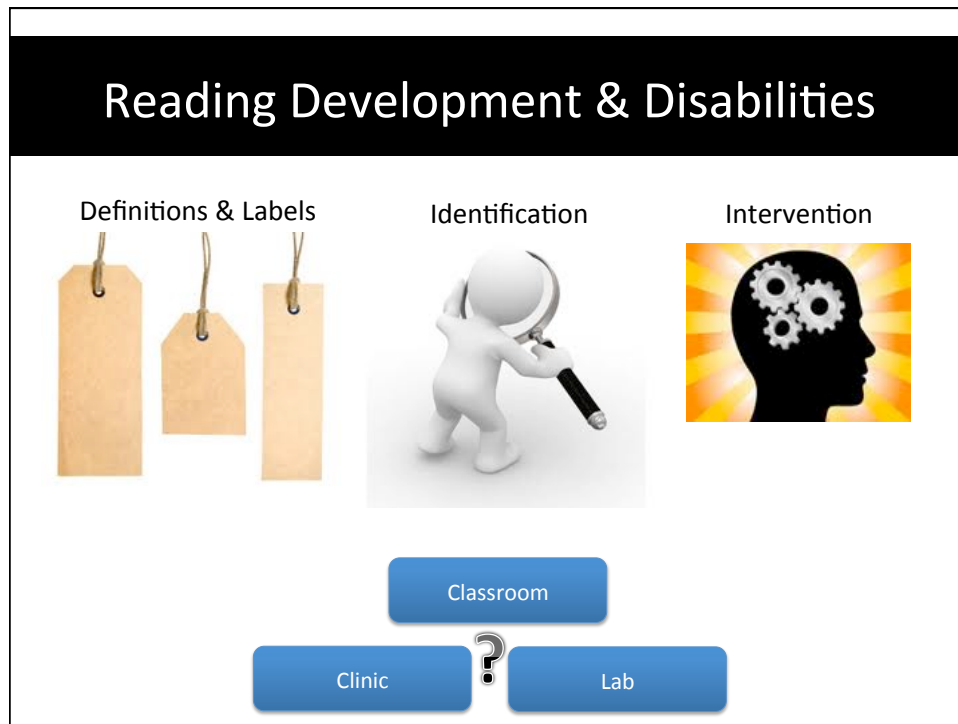 Reading Development & Disabilities
Definitions & Labels
Identification
Intervention
Classroom
?
Clinic
Lab